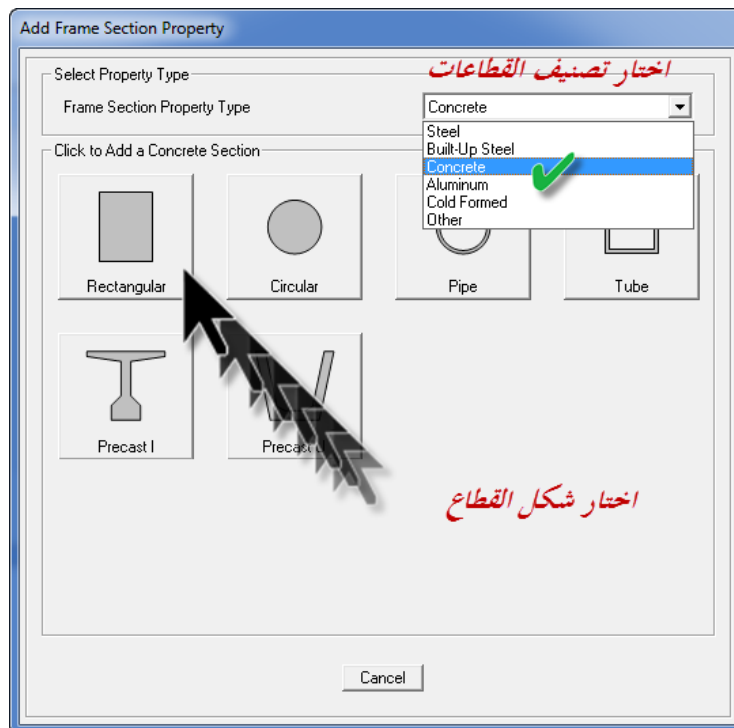 Add Frame Section Property
اختار تصنيف القطاعات
Select Property Type
Frame Section Property Type
Concrete
Steel
Built-Up Steel
Concrete
Aluminum
Cold Formed
Other
Click to Add a Concrete Section
Rectangular
Circular
Pipe
Tube
Precast I
Precast
اختار شكل القطاع
Cancel